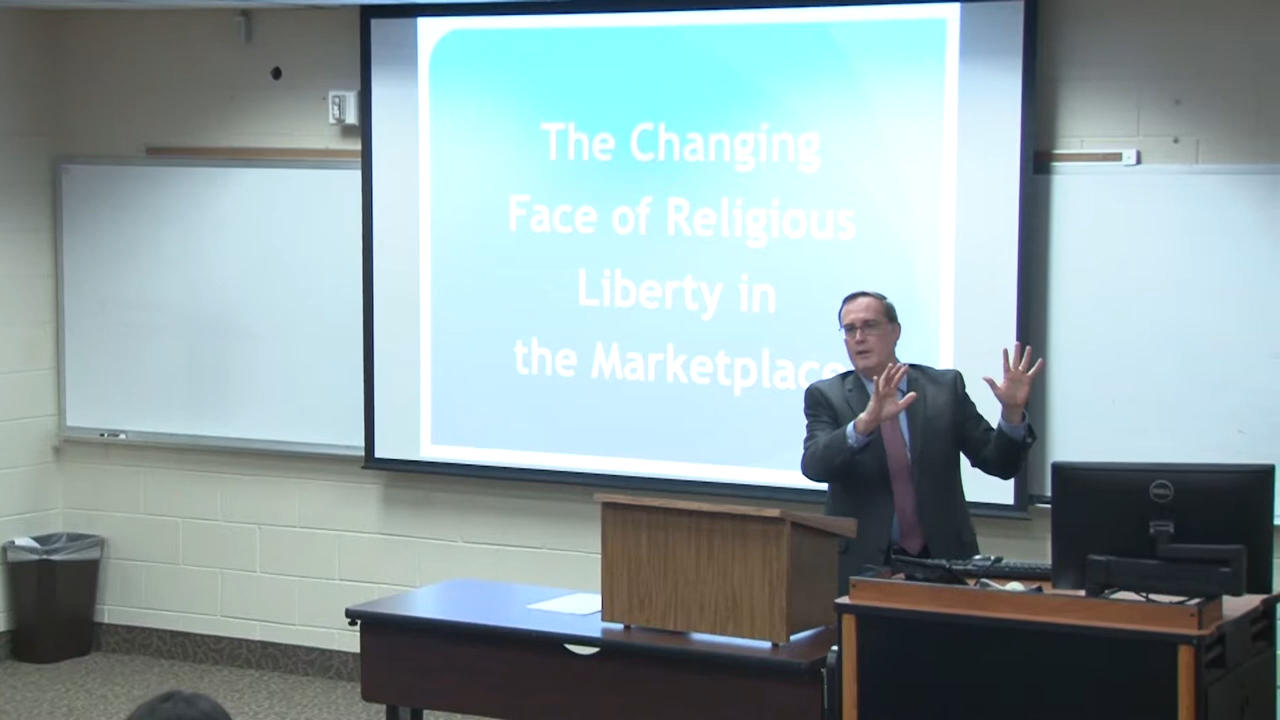 The Changing
Face of Religious
Liberty in
the Marketplace
DELL